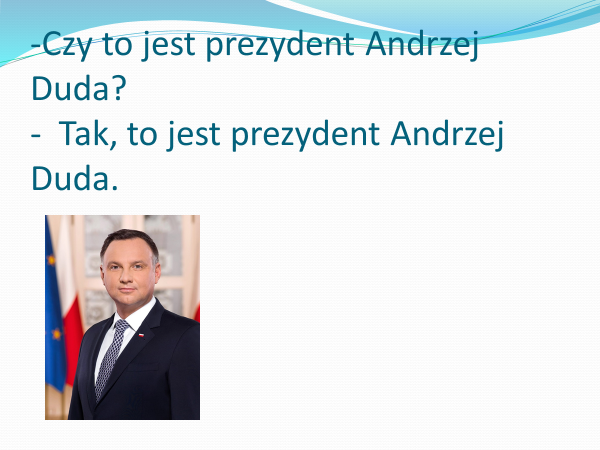 -Czy to jest prezydent Andrzej
Duda?
- Tak, to jest prezydent Andrzej
Duda.